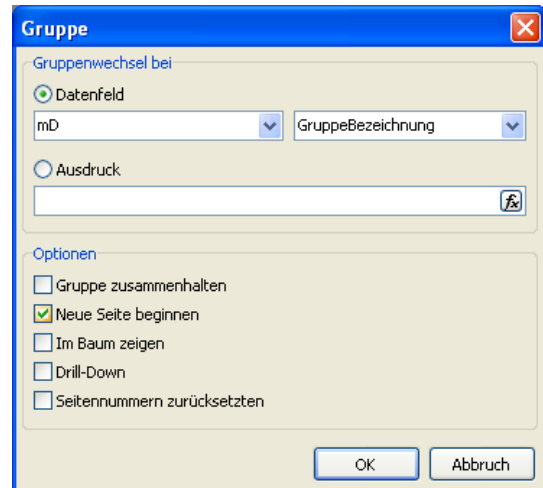 Gruppe
Gruppenwechsel bei
Datenfeld
mD GruppeBezeichnung
Ausdruck
fx
Optionen
Gruppe zusammenhalten
Neue Seite beginnen
Im Baum zeigen
Drill-Down
Seitennummern zurücksetzten
OK Abbruch